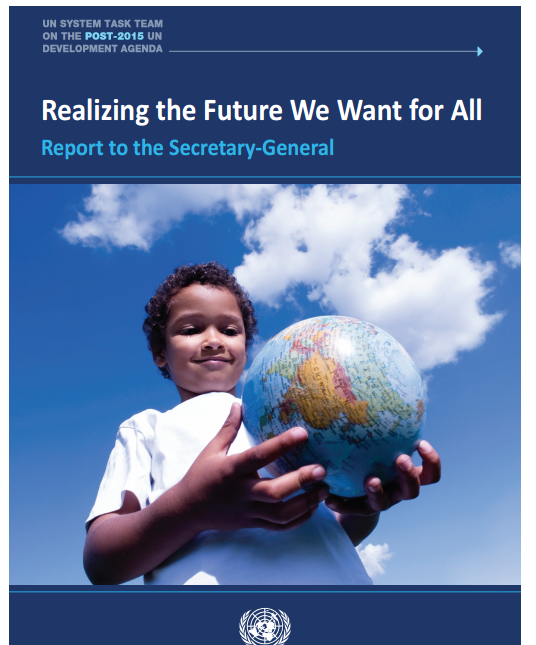 UN SYSTEM TASK TEAM
ON THE POST-2015 UN
DEVELOPMENT AGENDA
Realizing the Future We Want for All
Report to the Secretary-General